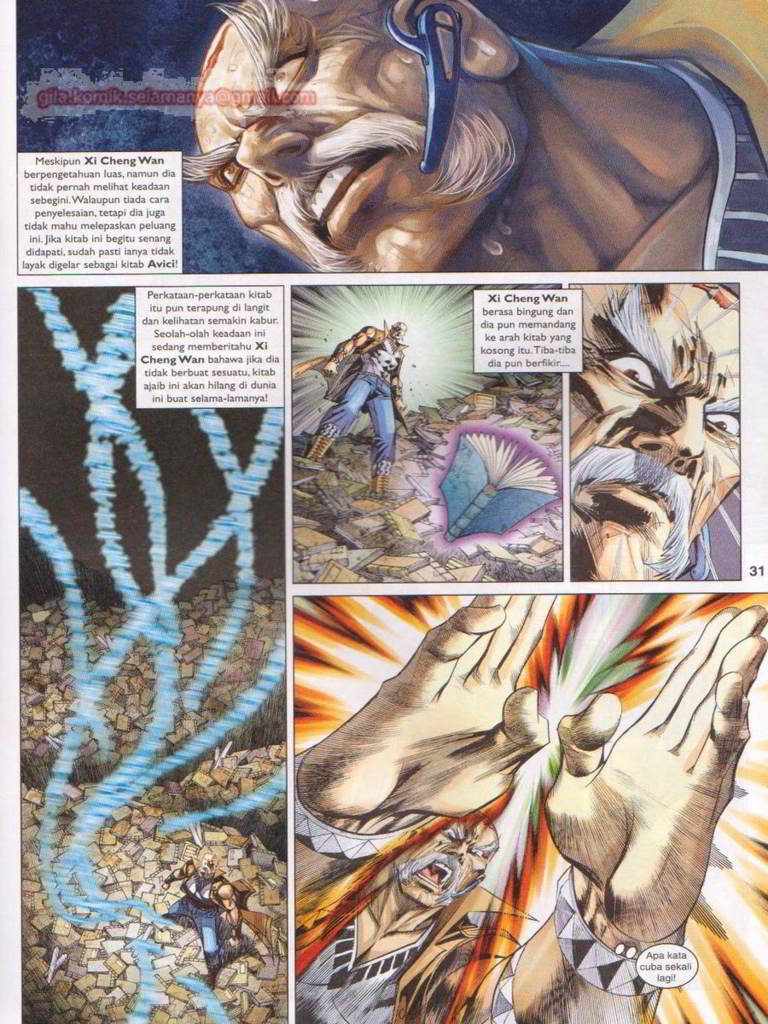 gila.komik.selamanya@gmail.com
Meskipun Xi Cheng Wan
berpengetahuan luas, namun dia
tidak pernah melihat keadaan
sebegini. Walaupun tiada cara
penyelesaian, tetapi dia juga
tidak mahu melepaskan peluang
ini. Jika kitab ini begitu senang
didapati, sudah pasti ianya tidak
layak digelar sebagai kitab Avici!
Perkataan-perkataan kitab
itu pun terapung di langit
dan kelihatan semakin kabur.
Seolah-olah keadaan ini
sedang memberitahu Xi
Cheng Wan bahawa jika dia
tidak berbuat sesuatu, kitab
ajaib ini akan hilang di dunia
ini buat selama-lamanya!
Xi Cheng Wan
berasa bingung dan
dia pun memandang
ke arah kitab yang
kosong itu. Tiba-tiba
dia pun berfikir....
31
Apa kata
cuba sekali
lagi!